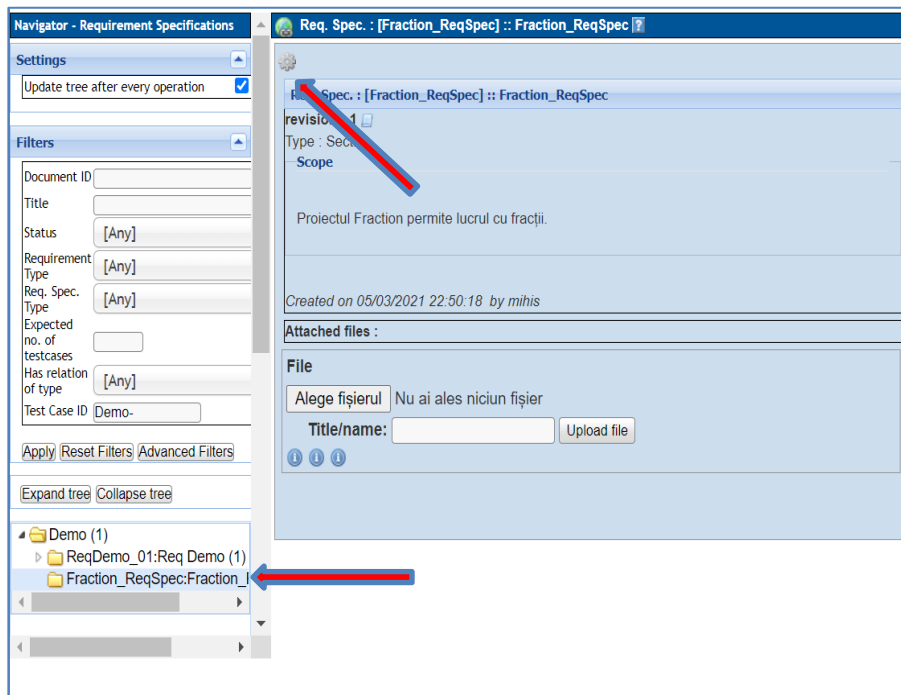 Navigator - Requirement Specifications
Settings
Update tree after every operation
Filters
Document ID
Title
Status [Any]
Requirement Type [Any]
Req. Spec. Type [Any]
Expected no. of testcases
Has relation of type [Any]
Test Case ID Demo-
Apply Reset Filters Advanced Filters
Expand tree Collapse tree
Demo (1)
ReqDemo_01:Req Demo (1)
Fraction_ReqSpec:Fraction_
Req. Spec. : [Fraction_ReqSpec] :: Fraction_ReqSpec ?
Spec. : [Fraction_ReqSpec] :: Fraction_ReqSpec
revision 1
Type : Sect
Scope
Proiectul Fraction permite lucrul cu fracții.
Created on 05/03/2021 22:50:18 by mihis
Attached files :
File
Alege fișierul Nu ai ales niciun fișier
Title/name: Upload file